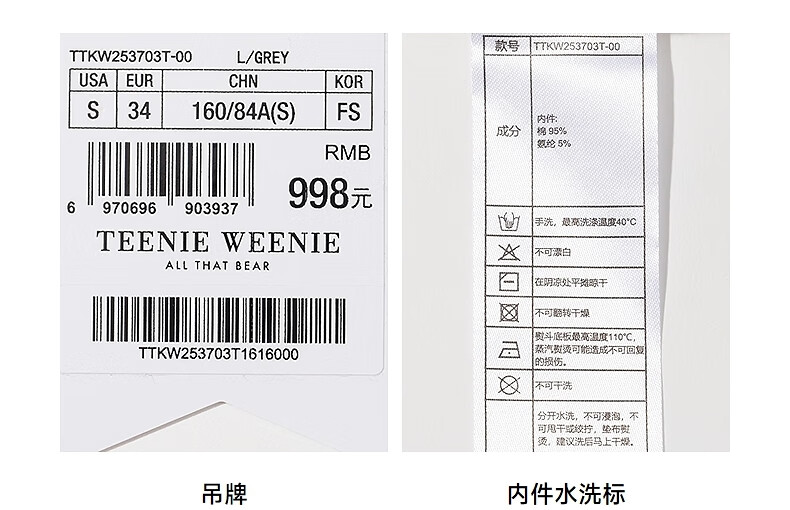 TTKW253703T-00 L/GREY
USA EUR CHN KOR
S 34 160/84A(S) FS
RMB
998元
6 970696 903937
TEENIE WEENIE
ALL THAT BEAR
TTKW253703T1616000
吊牌
款号 TTKW253703T-00
成分
内件:
棉 95%
氨纶 5%
手洗，最高洗涤温度40°C
不可漂白
在阴凉处平摊晾干
不可翻转干燥
熨斗底板最高温度110°C,
蒸汽熨烫可能造成不可回复
的损伤。
不可干洗
分开水洗，不可浸泡，不
可甩干或绞拧，垫布熨
烫，建议洗后马上干燥。
内件水洗标